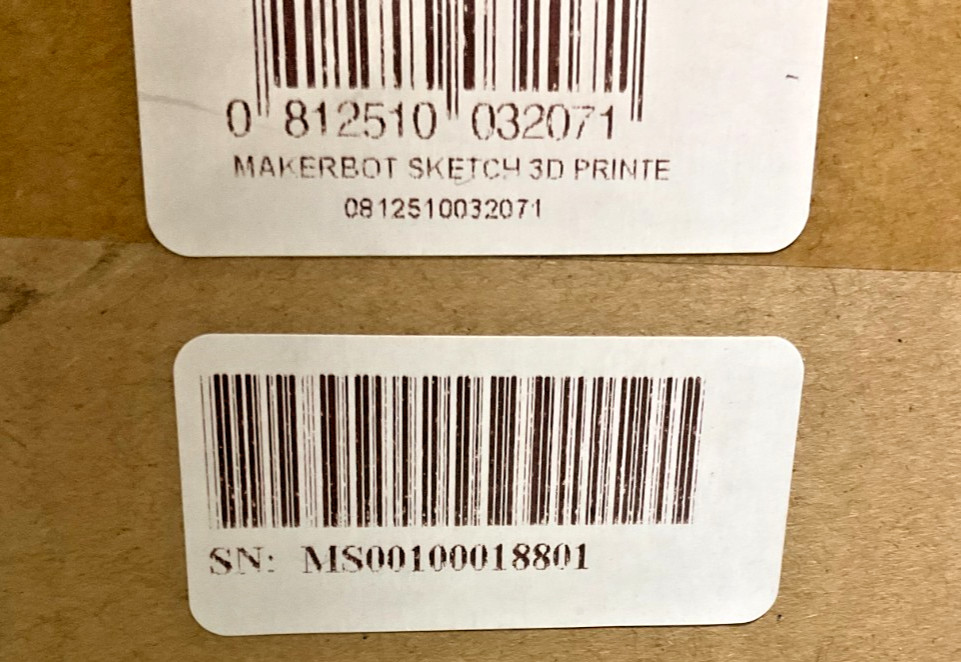 0 812510 032071
MAKERBOT SKETCH 3D PRINTE
0812510032071
SN: MS00100018801